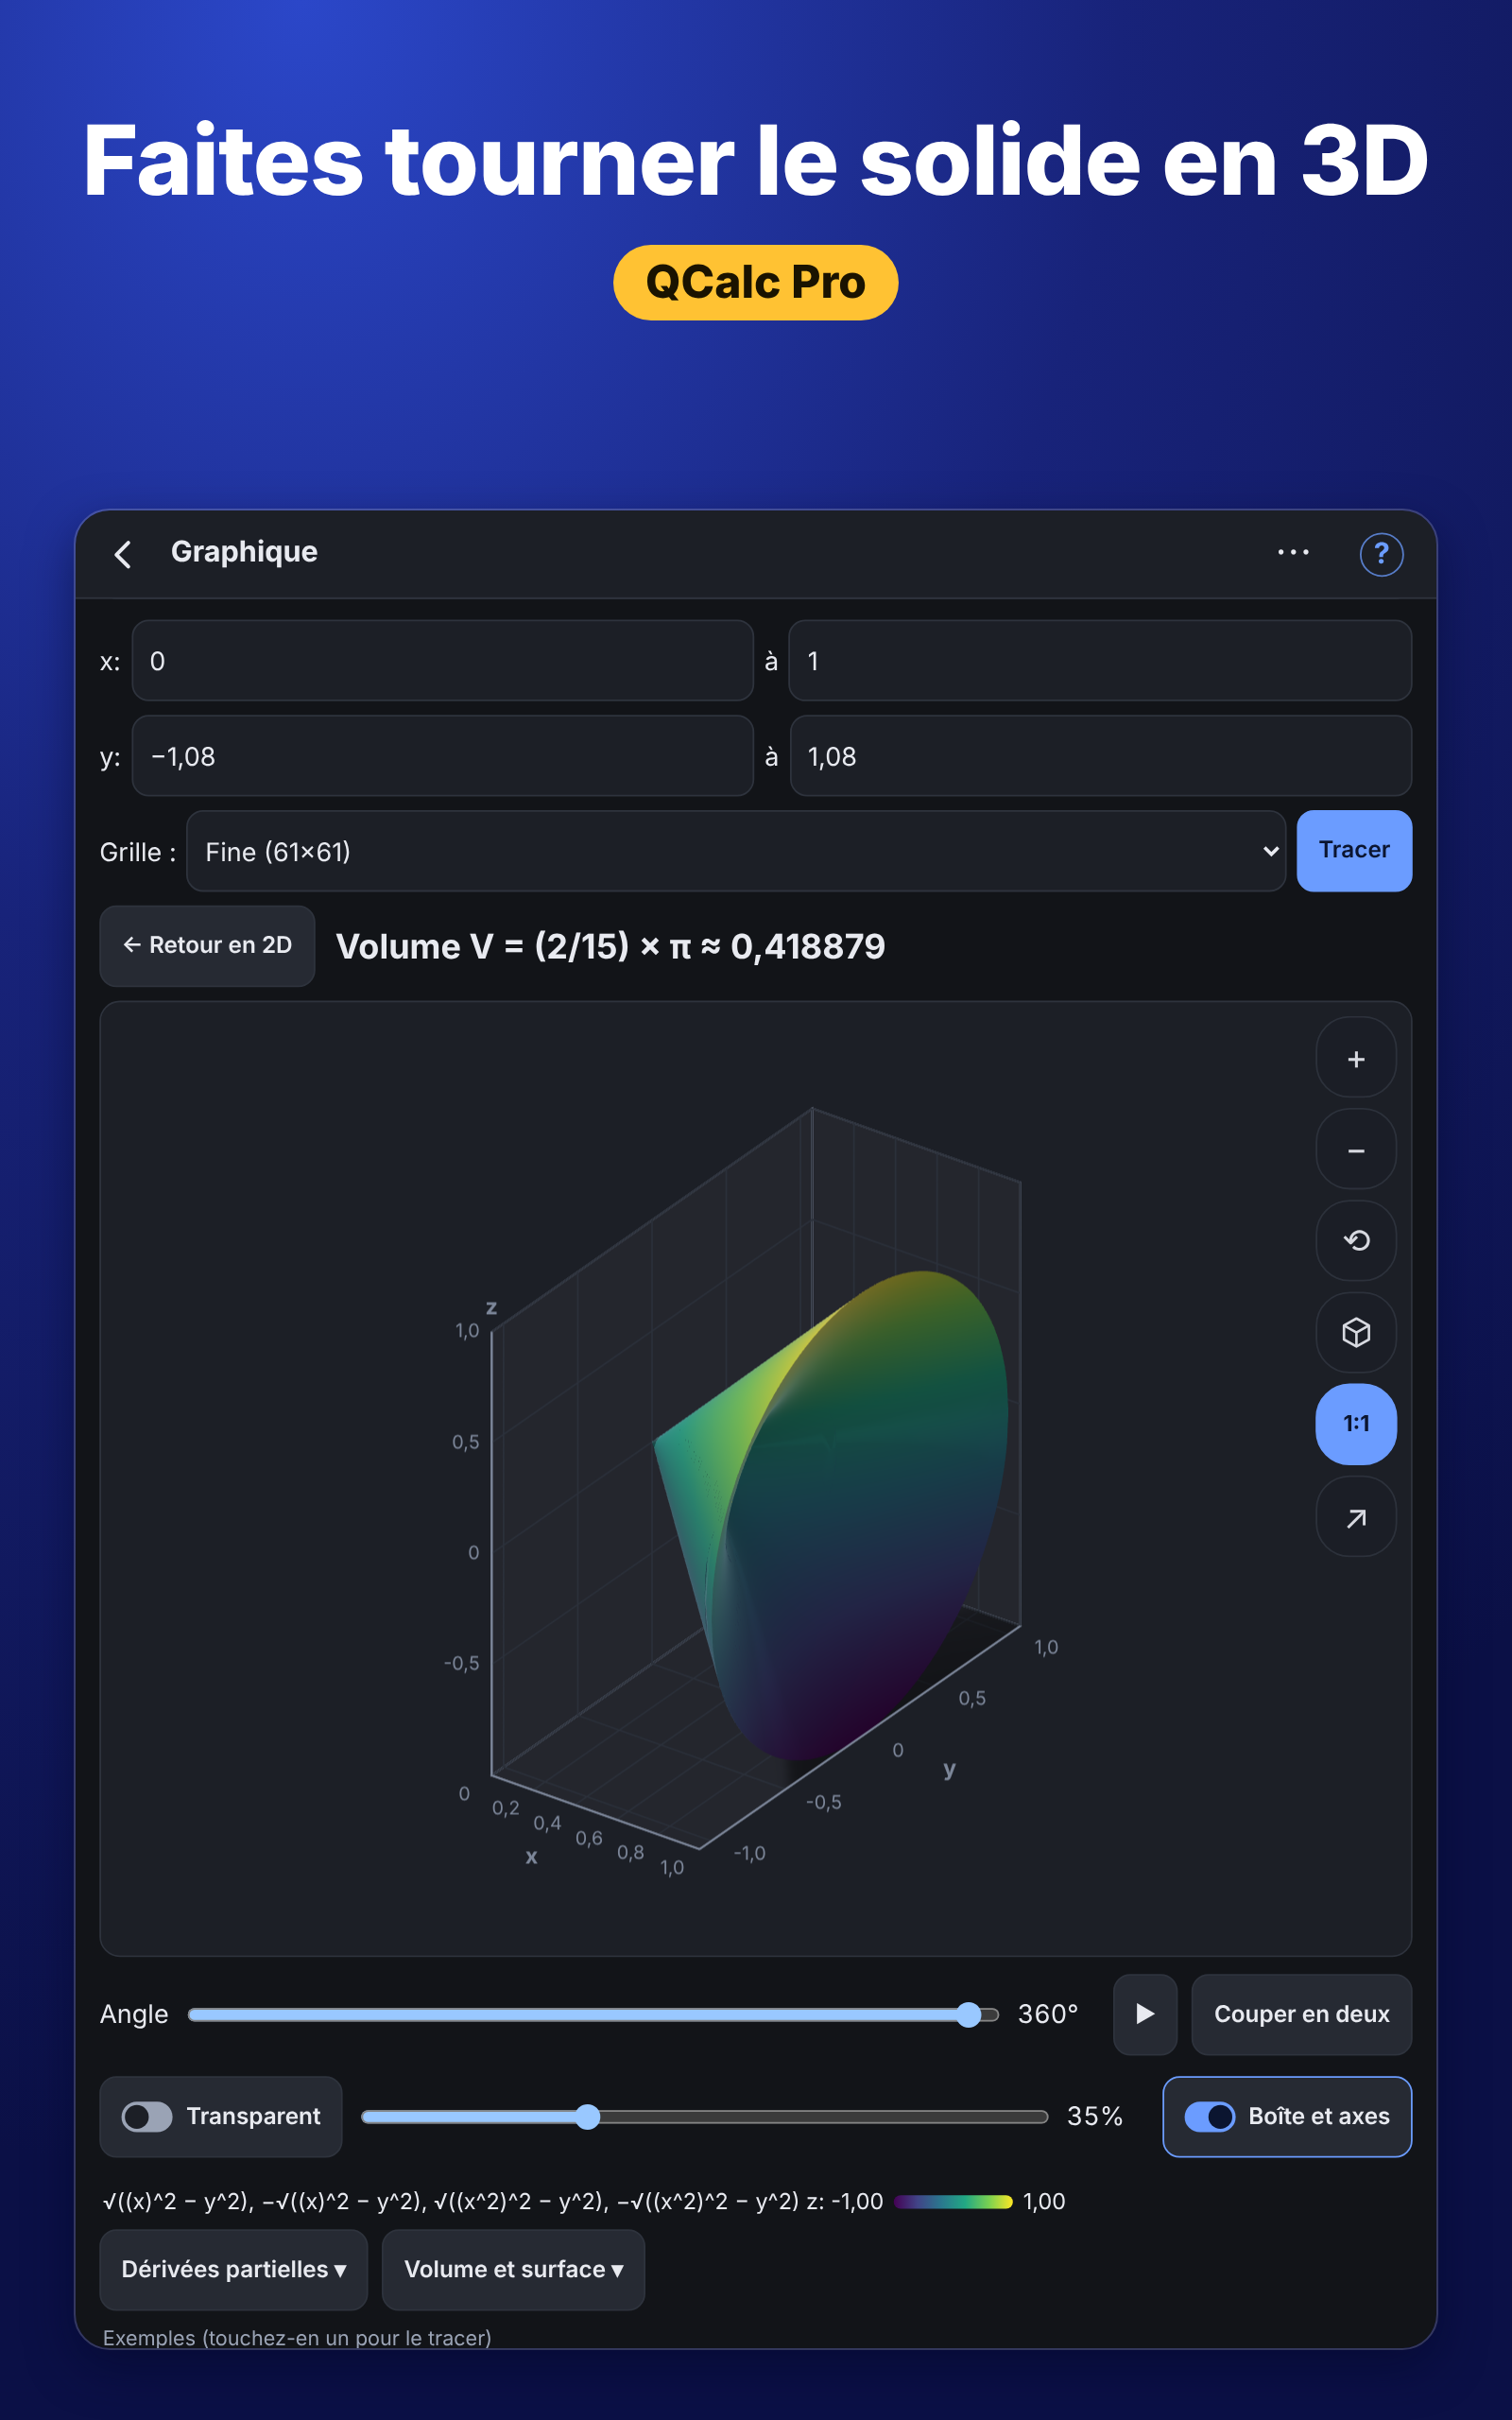 Faites tourner le solide en 3D
QCalc Pro
Graphique
?
x: 0 à 1
y: −1,08 à 1,08
Grille : Fine (61×61) Tracer
← Retour en 2D Volume V = (2/15) × π ≈ 0,418879
+
−
1:1
z
1,0
0,5
0
-0,5
0
0,2
0,4
0,6
0,8
1,0
x
-1,0
-0,5
0
0,5
1,0
y
Angle 360° Couper en deux
Transparent 35% Boîte et axes
√((x)^2 − y^2), −√((x)^2 − y^2), √((x^2)^2 − y^2), −√((x^2)^2 − y^2) z: -1,00 1,00
Dérivées partielles ▾ Volume et surface ▾
Exemples (touchez-en un pour le tracer)